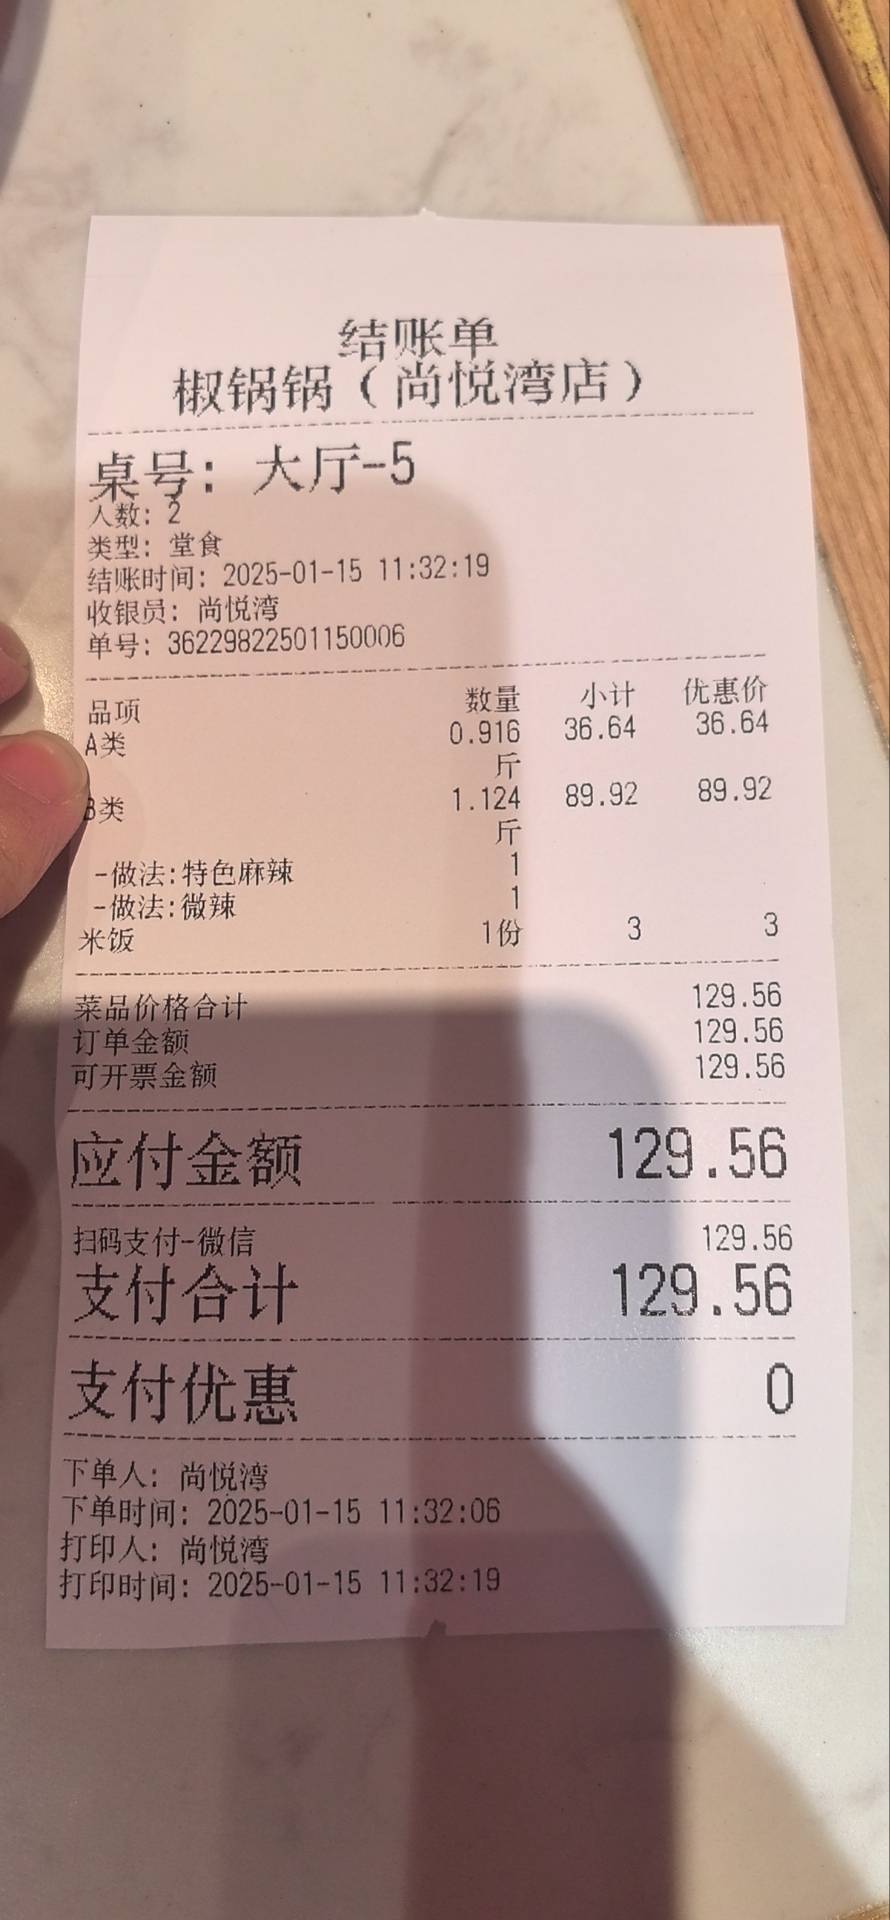 结账单
椒锅锅（尚悦湾店）
桌号：大厅-5
人数：2
类型：堂食
结账时间：2025-01-15 11:32:19
收银员：尚悦湾
单号：36229822501150006
品项 数量 小计 优惠价
A类 0.916 36.64 36.64
斤
B类 1.124 89.92 89.92
斤
-做法:特色麻辣 1
-做法:微辣 1
米饭 1份 3 3
菜品价格合计 129.56
订单金额 129.56
可开票金额 129.56
应付金额 129.56
扫码支付-微信 129.56
支付合计 129.56
支付优惠 0
下单人：尚悦湾
下单时间：2025-01-15 11:32:06
打印人：尚悦湾
打印时间：2025-01-15 11:32:19